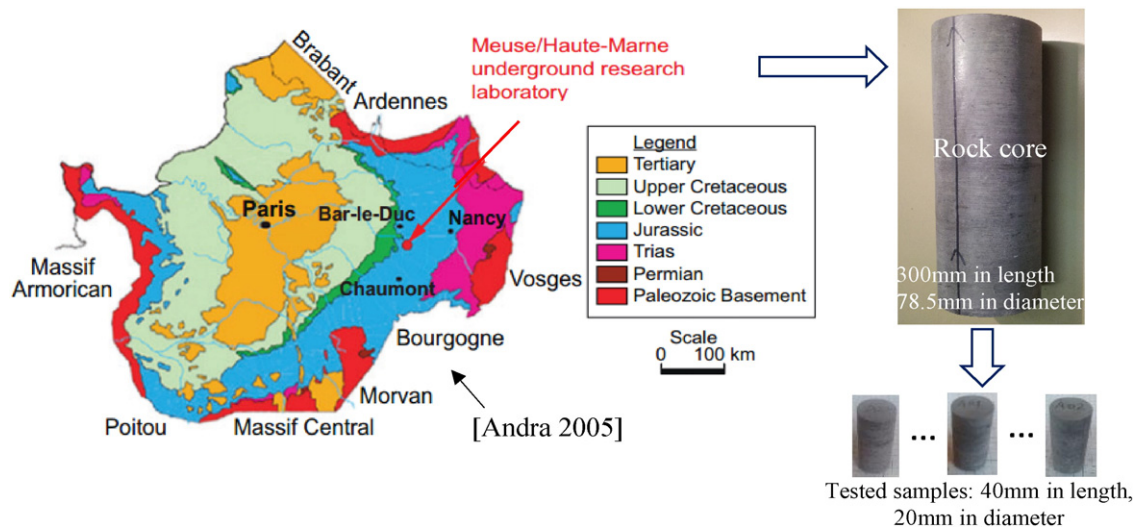 Meuse/Haute-Marne
underground research
laboratory
Brabant
Ardennes
Paris
Bar-le-Duc
Nancy
Massif
Armorican
Chaumont
Vosges
Bourgogne
Morvan
Poitou
Massif Central
[Andra 2005]
Legend
Tertiary
Upper Cretaceous
Lower Cretaceous
Jurassic
Trias
Permian
Paleozoic Basement
Scale
0 100 km
Rock core
300mm in length
78.5mm in diameter
... ...
Tested samples: 40mm in length,
20mm in diameter